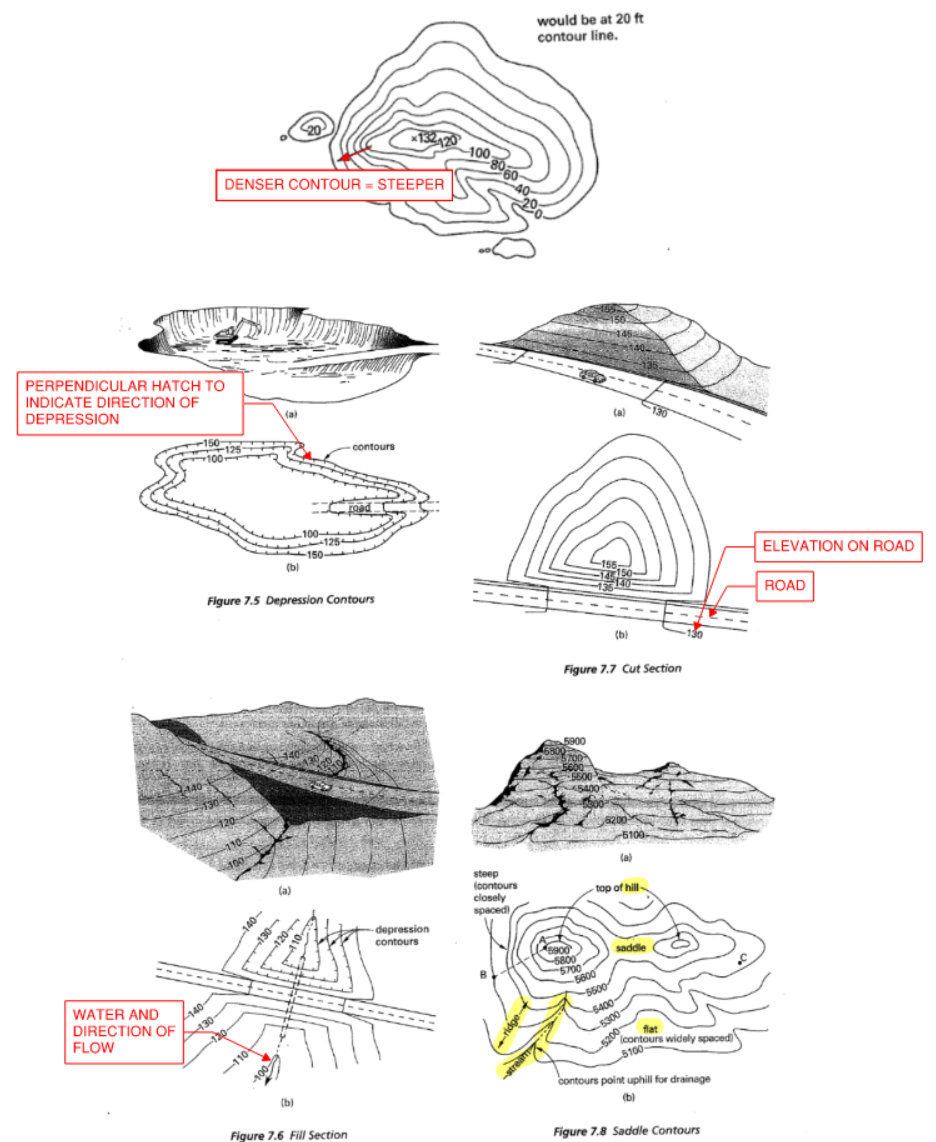 would be at 20 ft
contour line.
20
×132
120
100
80
60
40
20
0
DENSER CONTOUR = STEEPER
PERPENDICULAR HATCH TO
INDICATE DIRECTION OF
DEPRESSION
(a)
150
125
100
contours
road
100
125
150
(b)
Figure 7.5 Depression Contours
155
150
145
140
135
130
(a)
155
150
145
140
135
130
(b)
ELEVATION ON ROAD
ROAD
Figure 7.7 Cut Section
140
130
120
110
140
130
120
110
100
(a)
140
130
120
110
depression
contours
140
130
120
110
100
WATER AND
DIRECTION OF
FLOW
(b)
Figure 7.6 Fill Section
5900
5800
5700
5600
5500
5400
5300
5200
5100
(a)
steep
(contours
closely
spaced)
top of hill
A
5900
5800
5700
5600
5500
5400
5300
5200
5100
saddle
C
B
ridge
stream
flat
(contours widely spaced)
contours point uphill for drainage
(b)
Figure 7.8 Saddle Contours